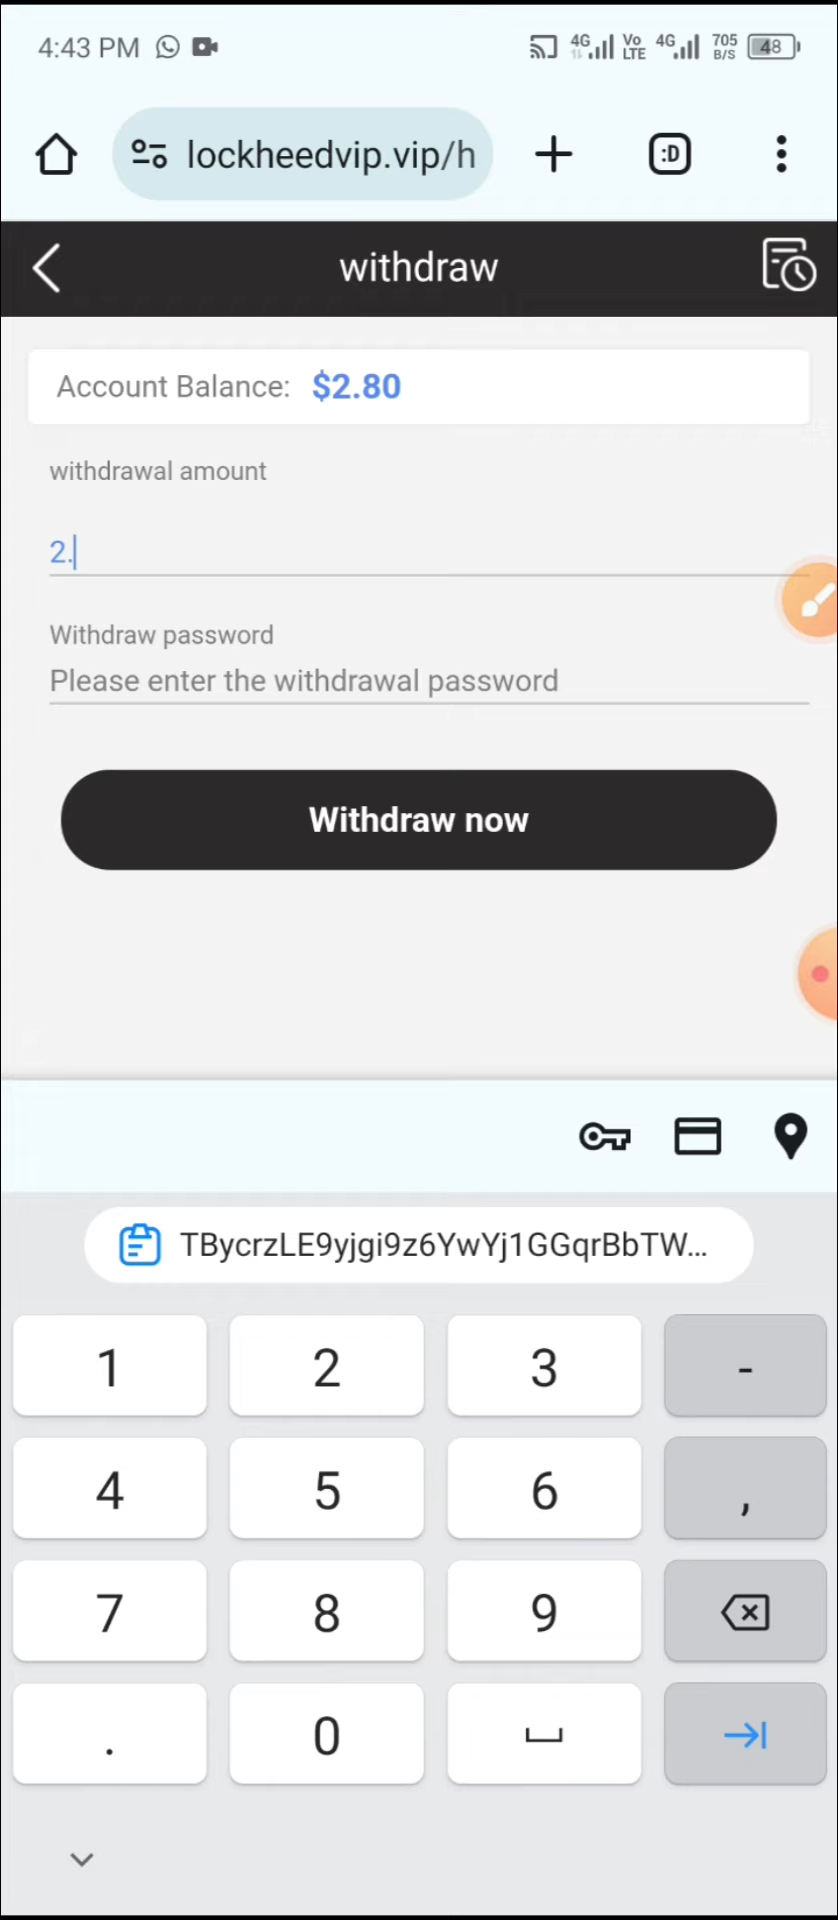 4:43 PM
4G Vo LTE 4G 705 B/S 48
lockheedvip.vip/h
:D
withdraw
Account Balance: $2.80
withdrawal amount
2.
Withdraw password
Please enter the withdrawal password
Withdraw now
TBycrzLE9yjgi9z6YwYj1GGqrBbTW...
1 2 3 -
4 5 6 ,
7 8 9
. 0